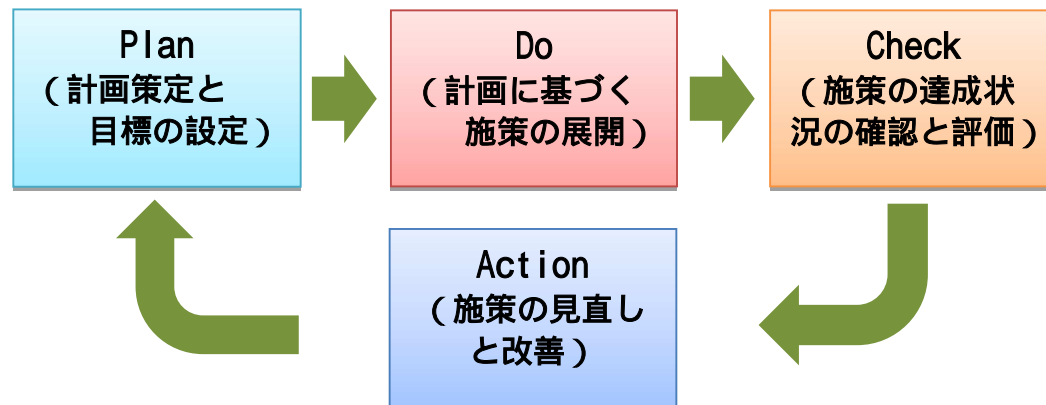 Plan
（計画策定と
目標の設定）
Do
（計画に基づく
施策の展開）
Check
（施策の達成状
況の確認と評価）
Action
（施策の見直し
と改善）